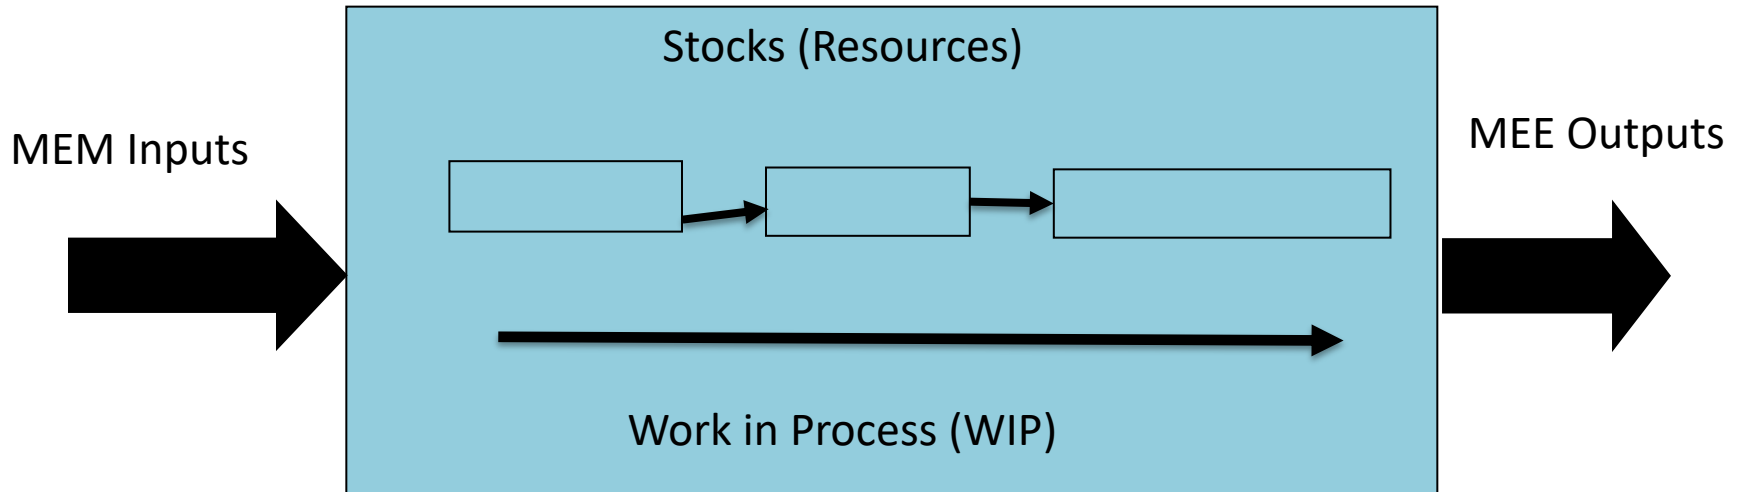 Stocks (Resources)
MEM Inputs
MEE Outputs
Work in Process (WIP)